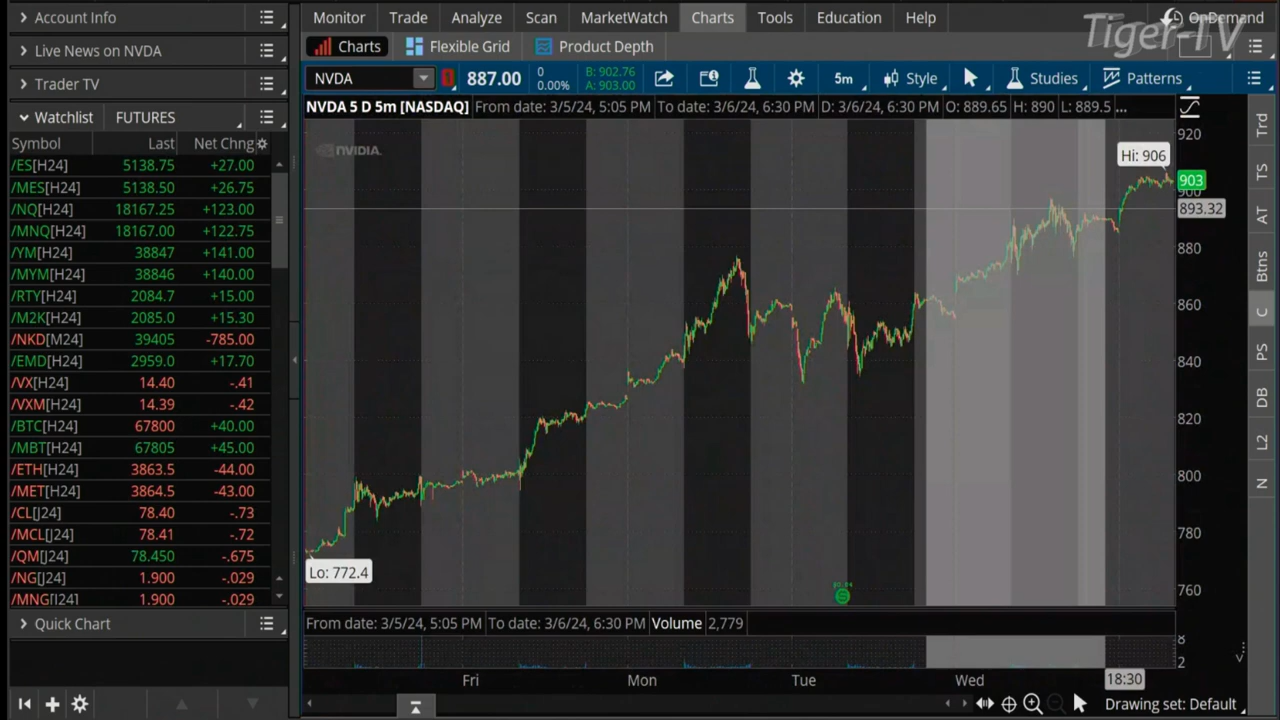 Account Info
Live News on NVDA
Trader TV
Watchlist FUTURES
Symbol Last Net Chng
/ES[H24] 5138.75 +27.00
/MES[H24] 5138.50 +26.75
/NQ[H24] 18167.25 +123.00
/MNQ[H24] 18167.00 +122.75
/YM[H24] 38847 +141.00
/MYM[H24] 38846 +140.00
/RTY[H24] 2084.7 +15.00
/M2K[H24] 2085.0 +15.30
/NKD[M24] 39405 -785.00
/EMD[H24] 2959.0 +17.70
/VX[H24] 14.40 -.41
/VXM[H24] 14.39 -.42
/BTC[H24] 67800 +40.00
/MBT[H24] 67805 +45.00
/ETH[H24] 3863.5 -44.00
/MET[H24] 3864.5 -43.00
/CL[J24] 78.40 -.73
/MCL[J24] 78.41 -.72
/QM[J24] 78.450 -.675
/NG[J24] 1.900 -.029
/MNG[J24] 1.900 -.029
Quick Chart
Monitor Trade Analyze Scan MarketWatch Charts Tools Education Help
OnDemand
Tiger-TV
Charts Flexible Grid Product Depth
NVDA 887.00 0 0.00% B: 902.76 A: 903.00 5m Style Studies Patterns
NVDA 5 D 5m [NASDAQ] From date: 3/5/24, 5:05 PM To date: 3/6/24, 6:30 PM D: 3/6/24, 6:30 PM O: 889.65 H: 890 L: 889.5 ...
NVIDIA.
Hi: 906
Lo: 772.4
920
903
900
893.32
880
860
840
820
800
780
760
From date: 3/5/24, 5:05 PM To date: 3/6/24, 6:30 PM Volume 2,779
8
2
Fri Mon Tue Wed 18:30
Drawing set: Default
Trd
TS
AT
Btns
C
PS
DB
L2
N